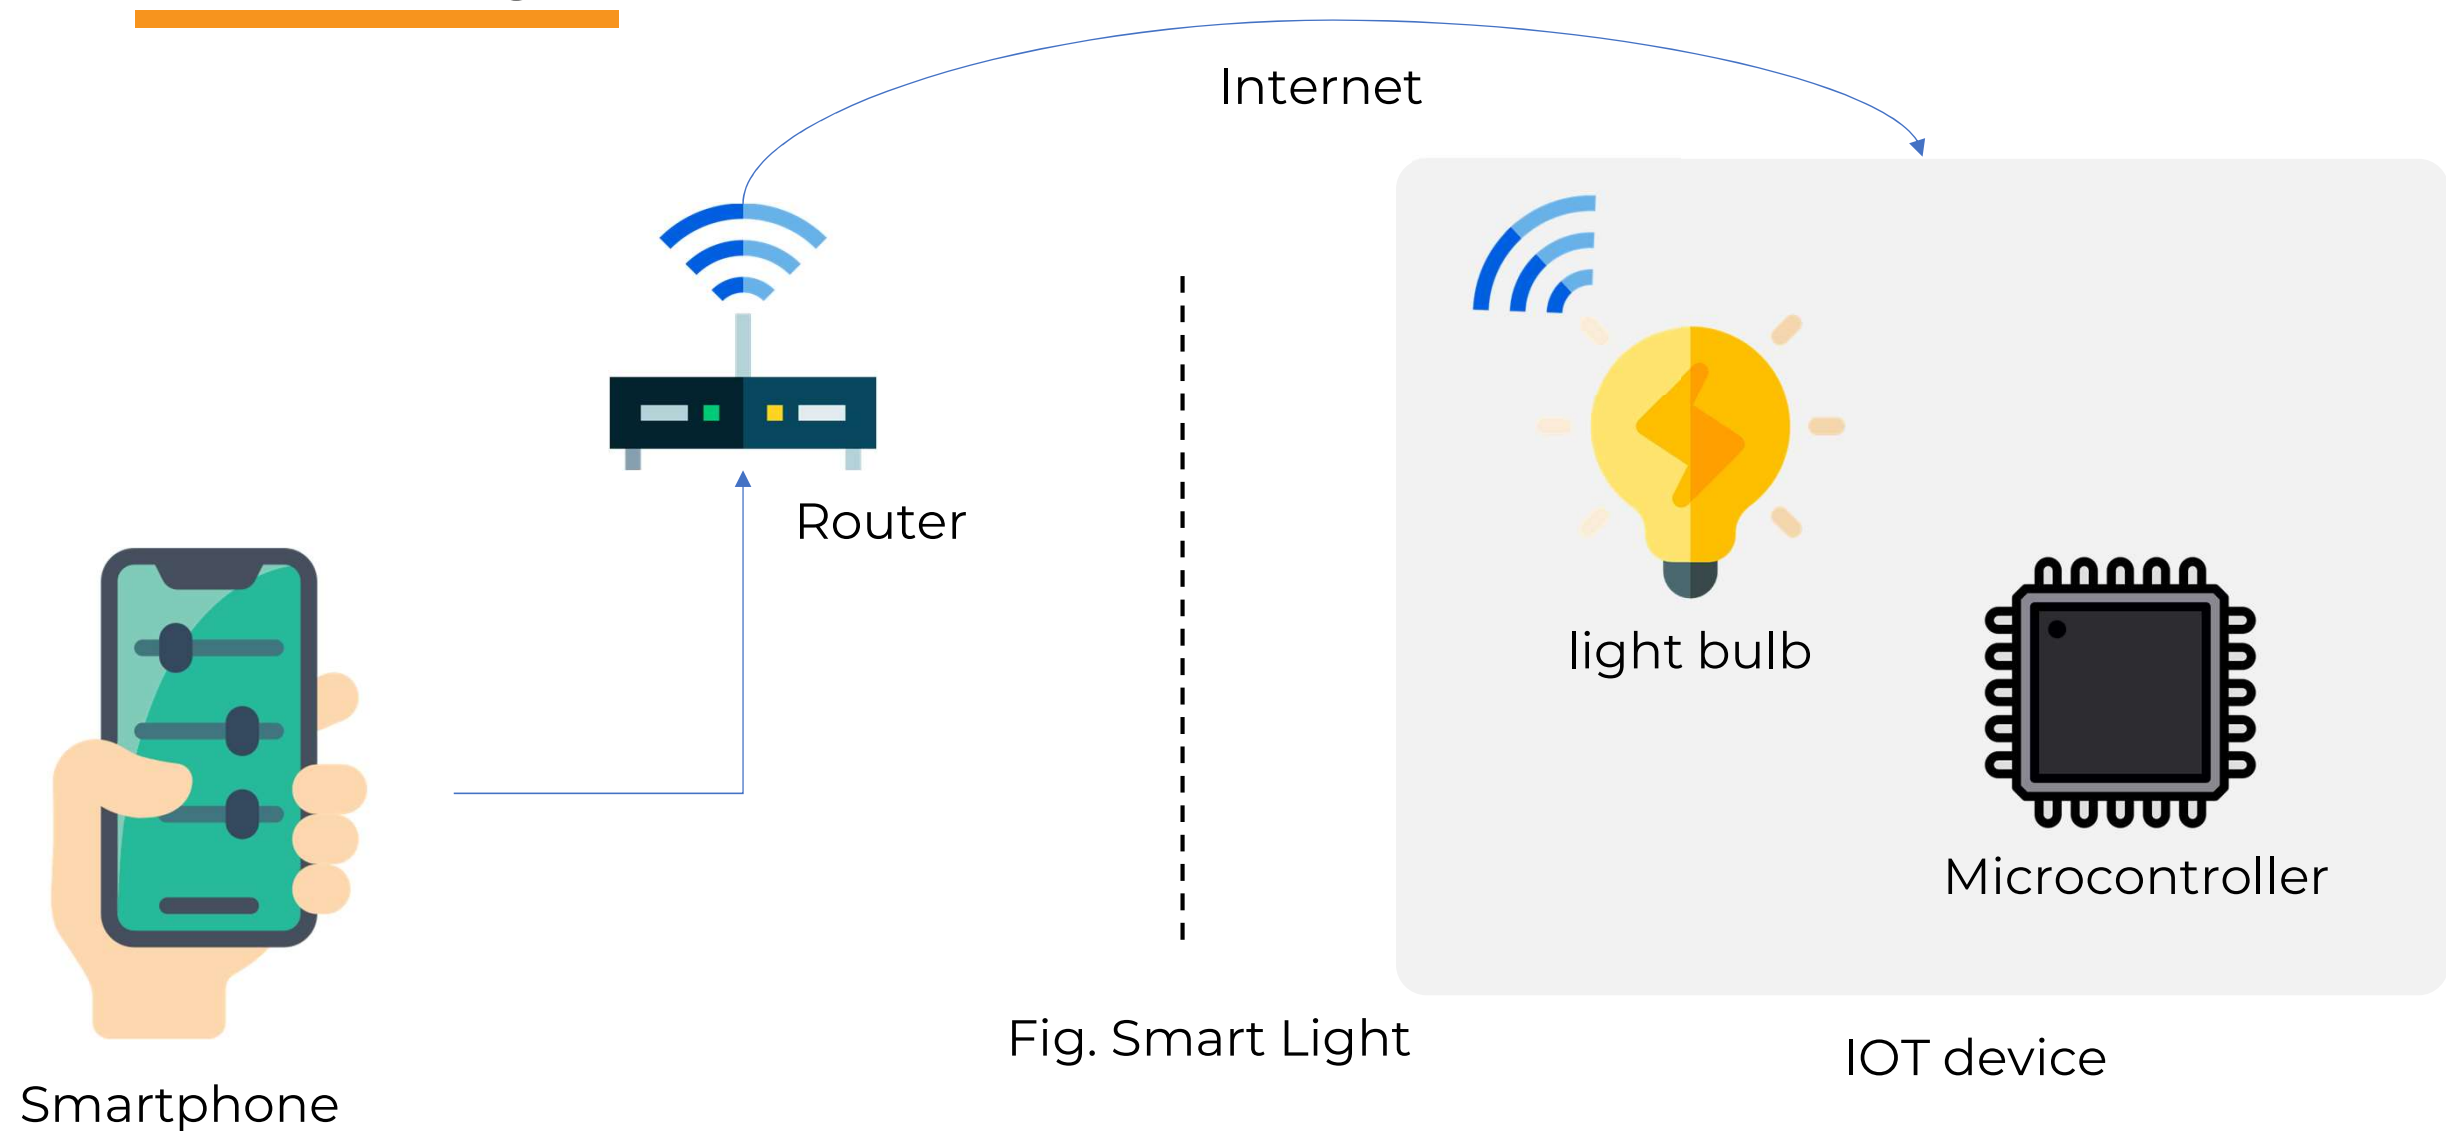 Internet
Router
light bulb
Microcontroller
Fig. Smart Light
IOT device
Smartphone